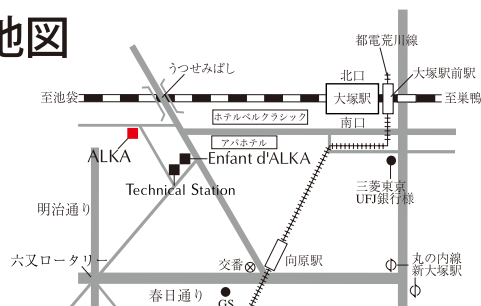 地図
都電荒川線
うつせみばし
北口
大塚駅前駅
至池袋
大塚駅
至巣鴨
ホテルベルクラシック
南口
アパホテル
ALKA
Enfant d'ALKA
Technical Station
三菱東京
UFJ銀行様
明治通り
六又ロータリー
交番
向原駅
丸の内線
新大塚駅
春日通り
GS